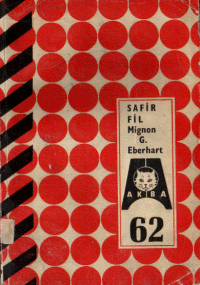 SAFİR
FİL
Mignon
G.
Eberhart
AKBA
62